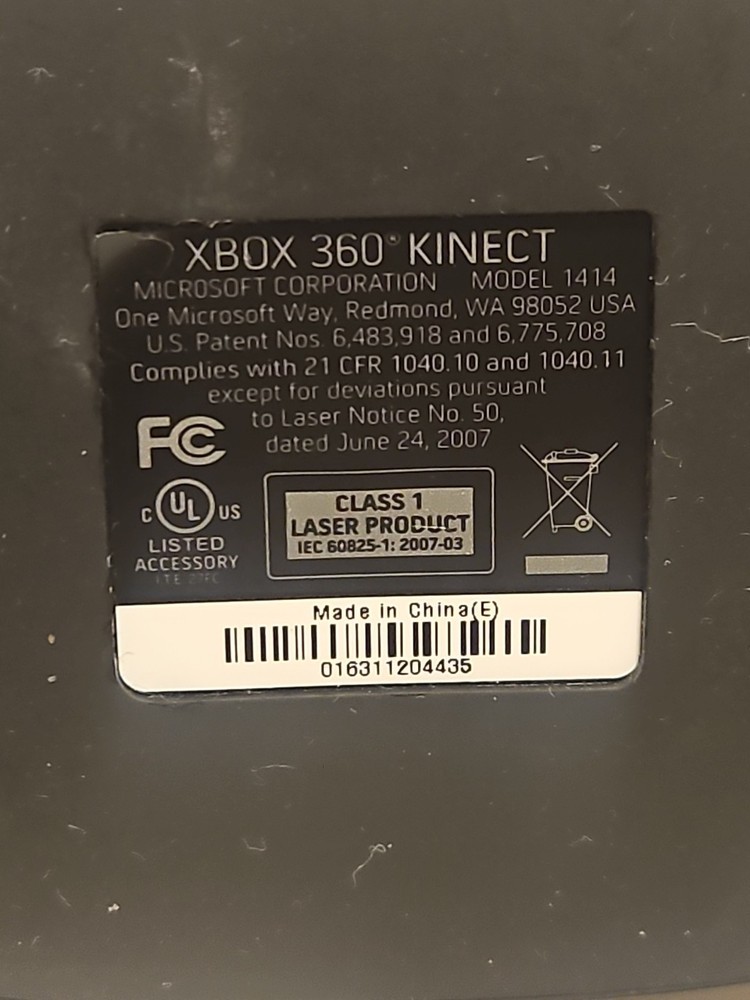 XBOX 360® KINECT
MICROSOFT CORPORATION MODEL 1414
One Microsoft Way, Redmond, WA 98052 USA
U.S. Patent Nos. 6,483,918 and 6,775,708
Complies with 21 CFR 1040.10 and 1040.11
except for deviations pursuant
to Laser Notice No. 50,
dated June 24, 2007
FC
C UL US
LISTED
ACCESSORY
I.T.E.
CLASS 1
LASER PRODUCT
IEC 60825-1: 2007-03
Made in China(E)
016311204435